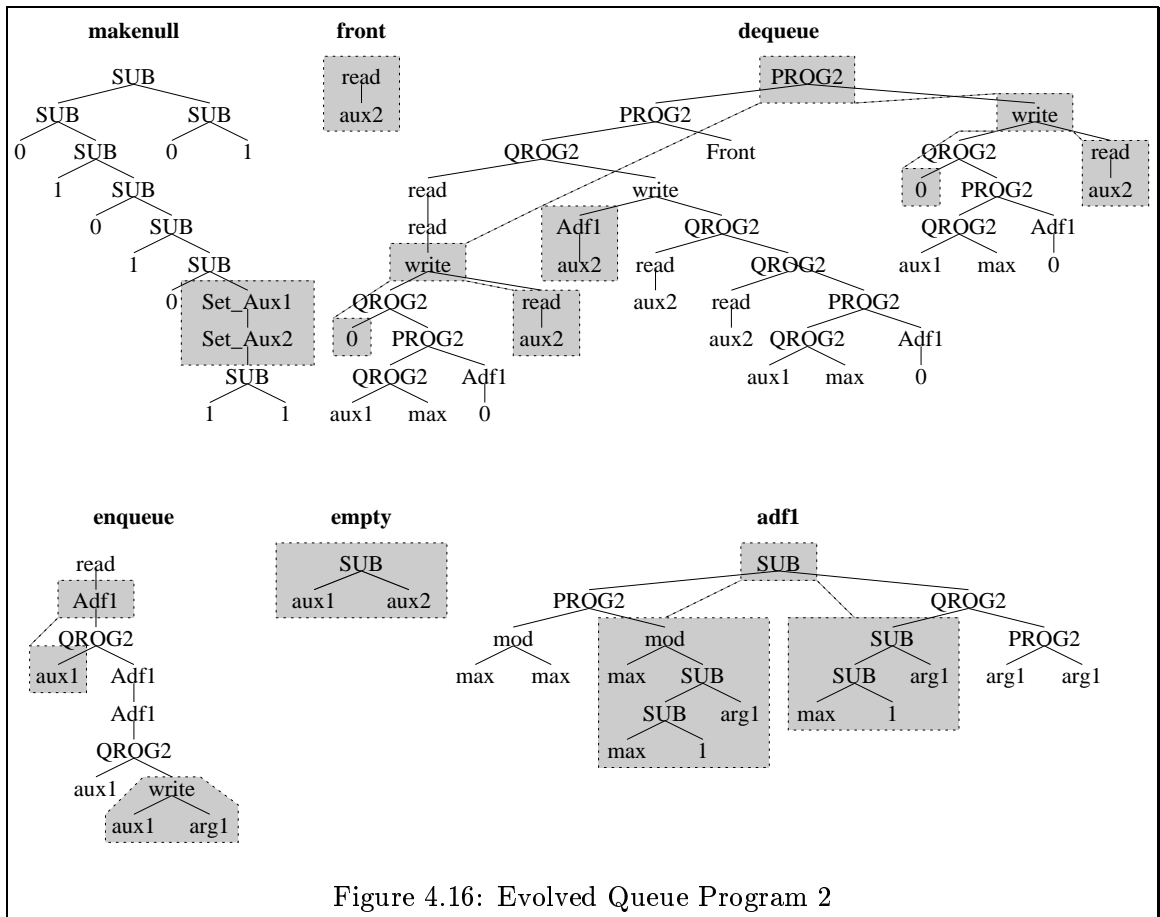 makenull front dequeue
SUB read PROG2
SUB SUB aux2 PROG2 write
0 SUB 0 1 QROG2 Front QROG2 read
1 SUB read write 0 PROG2 aux2
0 SUB read Adf1 QROG2 QROG2 Adf1
1 SUB write aux2 read QROG2 aux1 max 0
0 Set_Aux1 QROG2 read aux2 read PROG2
Set_Aux2 0 PROG2 aux2 aux2 QROG2 Adf1
SUB QROG2 Adf1 aux1 max 0
1 1 aux1 max 0
enqueue empty adf1
read SUB SUB
Adf1 aux1 aux2 PROG2 QROG2
QROG2 mod mod SUB PROG2
aux1 Adf1 max max max SUB SUB arg1 arg1 arg1
Adf1 SUB arg1 max 1
QROG2 max 1
aux1 write
aux1 arg1
Figure 4.16: Evolved Queue Program 2